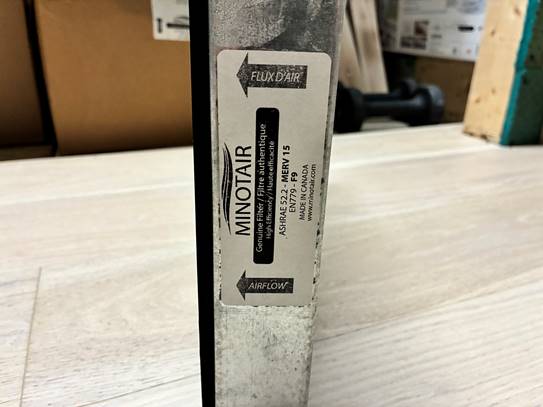 MINOTAIR
FLUX D'AIR
MINOTAIR
Genuine Filter / Filtre authentique
High Efficiency / Haute efficacité
ASHRAE 52.2 - MERV 15
EN779 - F9
MADE IN CANADA
www.minotair.com
AIRFLOW